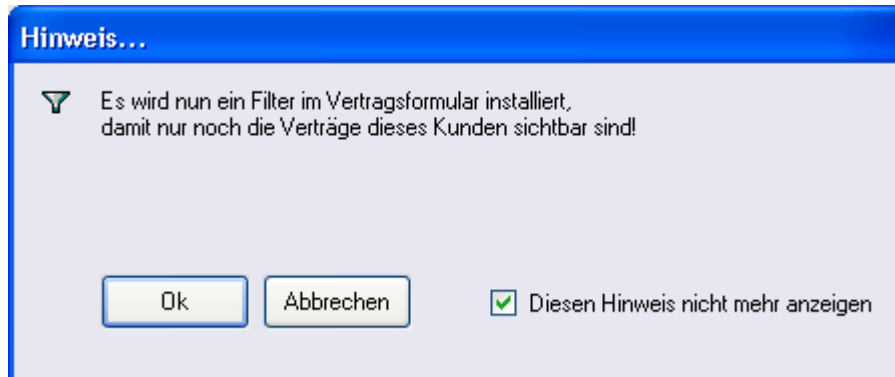 Hinweis...
Es wird nun ein Filter im Vertragsformular installiert,
damit nur noch die Verträge dieses Kunden sichtbar sind!
Ok
Abbrechen
Diesen Hinweis nicht mehr anzeigen